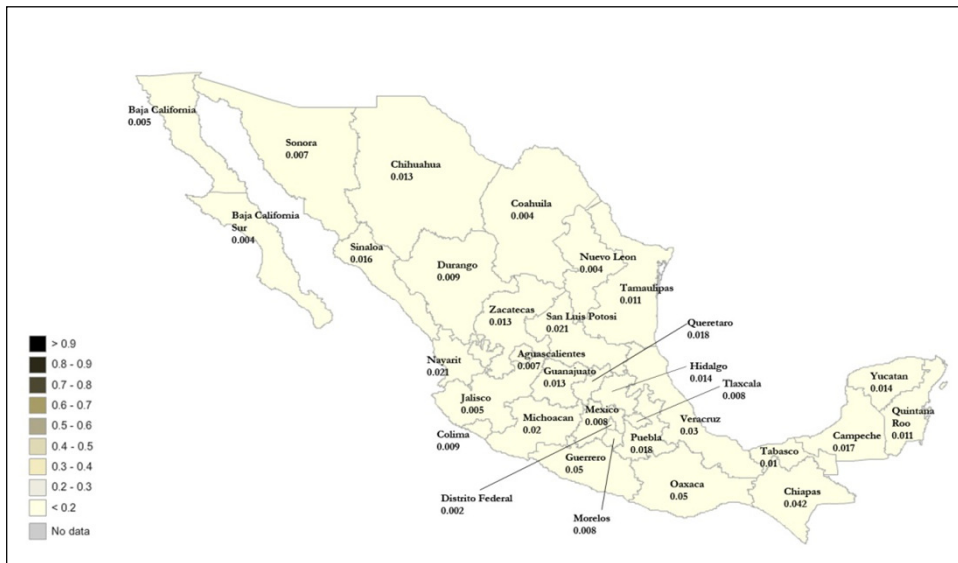 Baja California
0.005
Sonora
0.007
Chihuahua
0.013
Coahuila
0.004
Baja California
Sur
0.004
Sinaloa
0.016
Durango
0.009
Nuevo Leon
0.004
Tamaulipas
0.011
Zacatecas
0.013
San Luis Potosi
0.021
Queretaro
0.018
Nayarit
0.021
Aguascalientes
0.007
Guanajuato
0.013
Hidalgo
0.014
Tlaxcala
0.008
Jalisco
0.005
Michoacan
0.02
Mexico
0.008
Veracruz
0.03
Colima
0.009
Puebla
0.018
Guerrero
0.05
Oaxaca
0.05
Distrito Federal
0.002
Morelos
0.008
Yucatan
0.014
Quintana
Roo
0.011
Campeche
0.017
Tabasco
0.01
Chiapas
0.042
> 0.9
0.8 - 0.9
0.7 - 0.8
0.6 - 0.7
0.5 - 0.6
0.4 - 0.5
0.3 - 0.4
0.2 - 0.3
< 0.2
No data